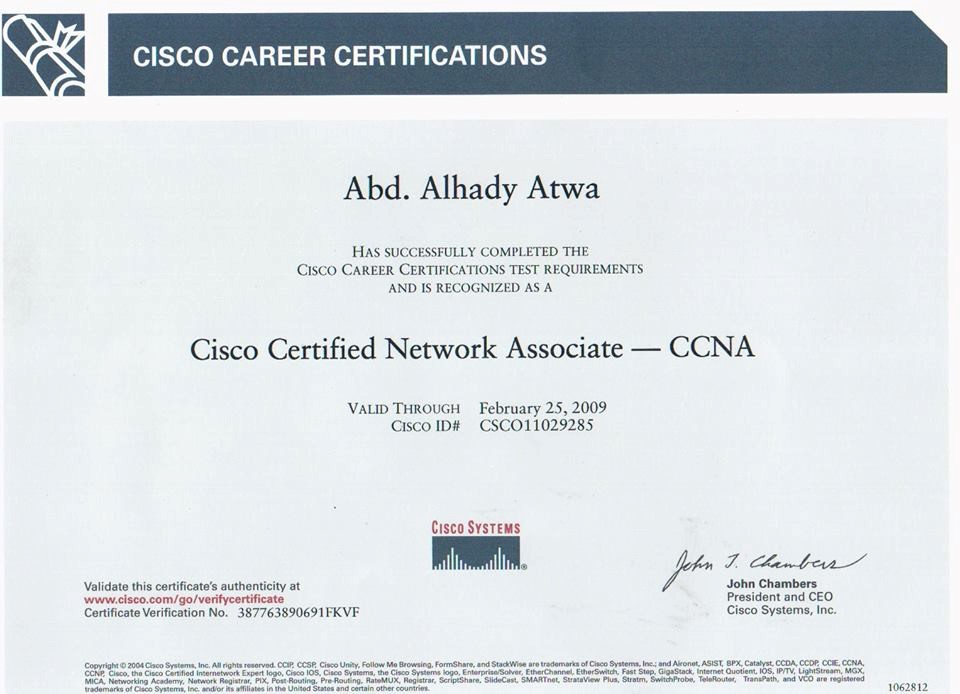 CISCO CAREER CERTIFICATIONS
Abd. Alhady Atwa
HAS SUCCESSFULLY COMPLETED THE
CISCO CAREER CERTIFICATIONS TEST REQUIREMENTS
AND IS RECOGNIZED AS A
Cisco Certified Network Associate — CCNA
VALID THROUGH February 25, 2009
CISCO ID# CSCO11029285
CISCO SYSTEMS
®
John T. Chambers
John Chambers
President and CEO
Cisco Systems, Inc.
Validate this certificate's authenticity at
www.cisco.com/go/verifycertificate
Certificate Verification No. 387763890691FKVF
Copyright © 2004 Cisco Systems, Inc. All rights reserved. CCIP, CCSP, Cisco Unity, Follow Me Browsing, FormShare, and StackWise are trademarks of Cisco Systems, Inc.; and Aironet, ASIST, BPX, Catalyst, CCDA, CCDP, CCIE, CCNA,
CCNP, Cisco, the Cisco Certified Internetwork Expert logo, Cisco IOS, Cisco Systems, the Cisco Systems logo, Enterprise/Solver, EtherChannel, EtherSwitch, Fast Step, GigaStack, Internet Quotient, IOS, IP/TV, LightStream, MGX,
MICA, Networking Academy, Network Registrar, PIX, Post-Routing, Pre-Routing, RateMUX, Registrar, ScriptShare, SlideCast, SMARTnet, StrataView Plus, Stratm, SwitchProbe, TeleRouter, TransPath, and VCO are registered
trademarks of Cisco Systems, Inc. and/or its affiliates in the United States and certain other countries.
1062812